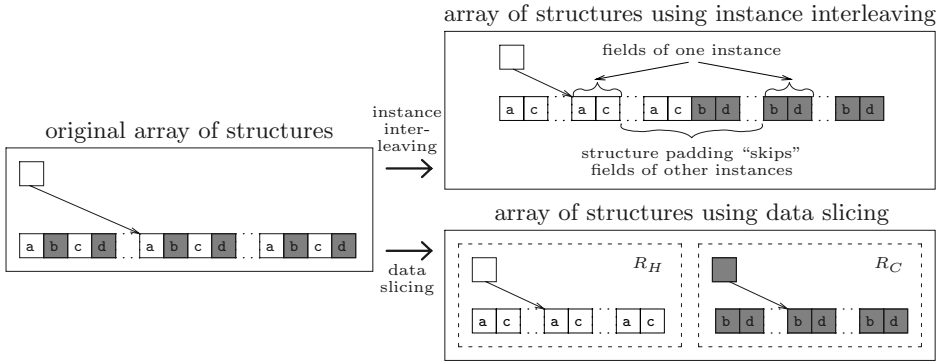 array of structures using instance interleaving
fields of one instance
a c a c a c b d b d b d
structure padding “skips”
fields of other instances
instance
inter-
leaving
original array of structures
a b c d a b c d a b c d
data
slicing
array of structures using data slicing
R_H
a c a c a c
R_C
b d b d b d